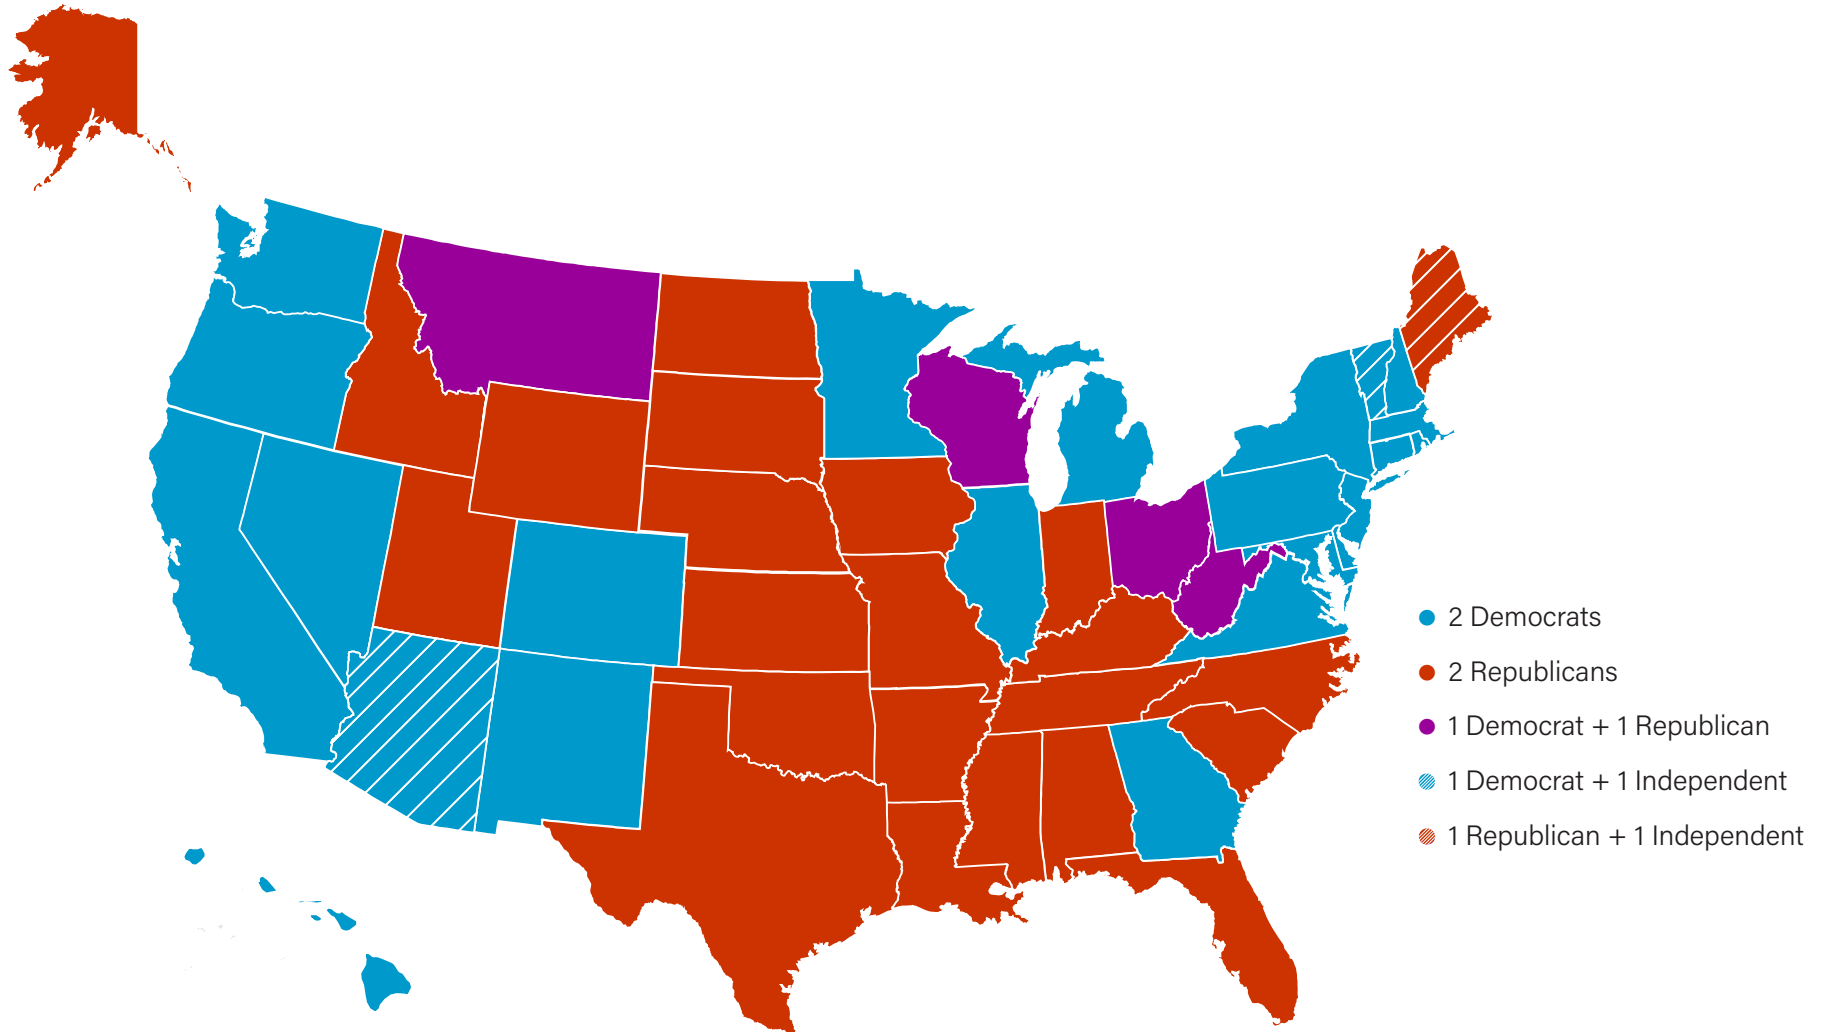 2 Democrats
2 Republicans
1 Democrat + 1 Republican
1 Democrat + 1 Independent
1 Republican + 1 Independent